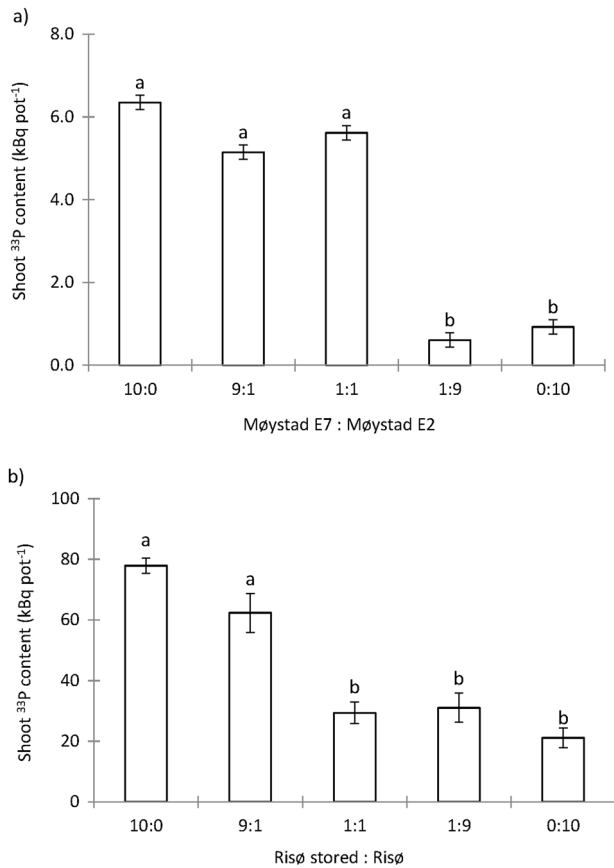 a)
8.0
6.0
4.0
2.0
0.0
Shoot ³³P content (kBq pot⁻¹)
a
a
a
b
b
10:0 9:1 1:1 1:9 0:10
Møystad E7 : Møystad E2
b)
100
80
60
40
20
0
Shoot ³³P content (kBq pot⁻¹)
a
a
b
b
b
10:0 9:1 1:1 1:9 0:10
Risø stored : Risø